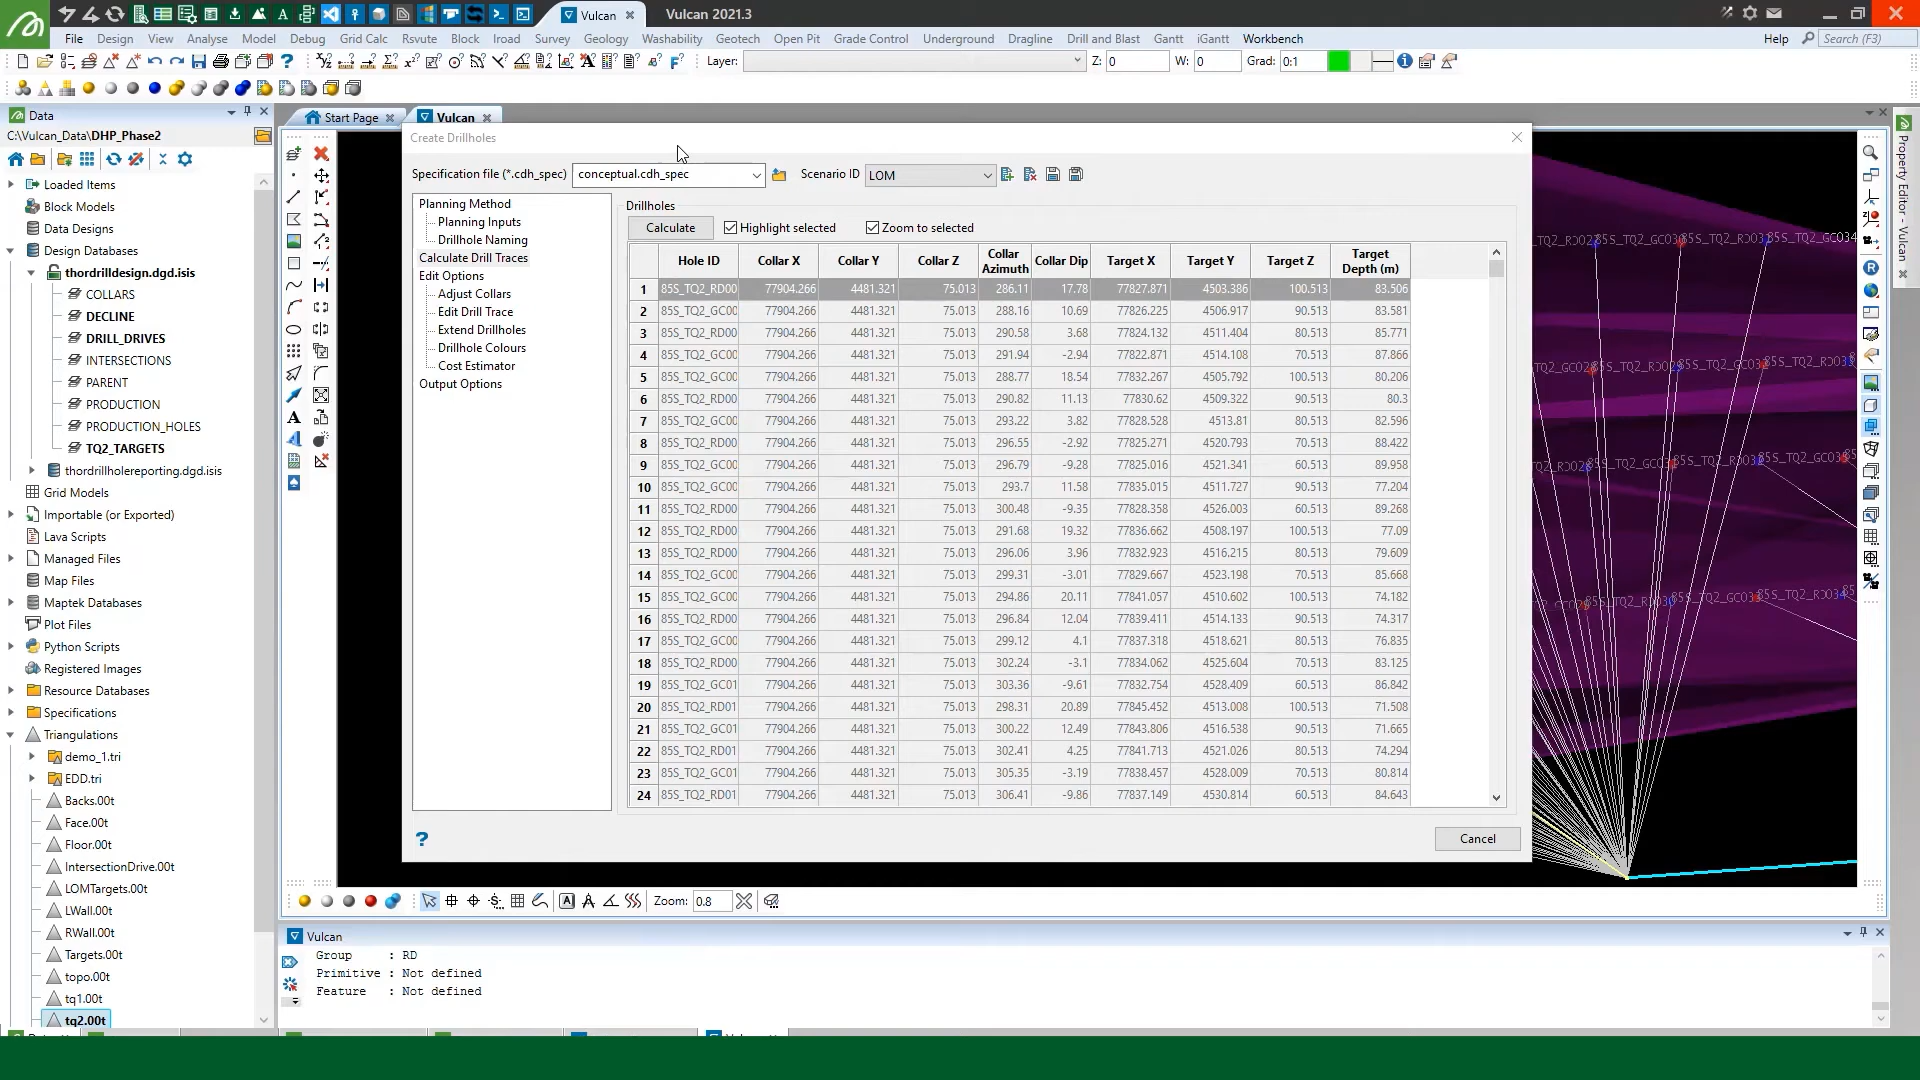 Vulcan
Vulcan 2021.3
File Design View Analyse Model Debug Grid Calc Rsvute Block Iroad Survey Geology Washability Geotech Open Pit Grade Control Underground Dragline Drill and Blast Gantt iGantt Workbench Help Search (F3)
Layer: Z: 0 W: 0 Grad: 0:1
Data
C:\Vulcan_Data\DHP_Phase2
Loaded Items
Block Models
Data Designs
Design Databases
thordrilldesign.dgd.isis
COLLARS
DECLINE
DRILL_DRIVES
INTERSECTIONS
PARENT
PRODUCTION
PRODUCTION_HOLES
TQ2_TARGETS
thordrillholereporting.dgd.isis
Grid Models
Importable (or Exported)
Lava Scripts
Managed Files
Map Files
Maptek Databases
Plot Files
Python Scripts
Registered Images
Resource Databases
Specifications
Triangulations
demo_1.tri
EDD.tri
Backs.00t
Face.00t
Floor.00t
IntersectionDrive.00t
LOMTargets.00t
LWall.00t
RWall.00t
Targets.00t
topo.00t
tq1.00t
tq2.00t
Start Page Vulcan
Create Drillholes
Specification file (*.cdh_spec) conceptual.cdh_spec Scenario ID LOM
Planning Method
Planning Inputs
Drillhole Naming
Calculate Drill Traces
Edit Options
Adjust Collars
Edit Drill Trace
Extend Drillholes
Drillhole Colours
Cost Estimator
Output Options
Drillholes
Calculate Highlight selected Zoom to selected
Hole ID Collar X Collar Y Collar Z Collar Azimuth Collar Dip Target X Target Y Target Z Target Depth (m)
1 85S_TQ2_RD00 77904.266 4481.321 75.013 286.11 17.78 77827.871 4503.386 100.513 83.506
2 85S_TQ2_GC00 77904.266 4481.321 75.013 288.16 10.69 77826.225 4506.917 90.513 83.581
3 85S_TQ2_RD00 77904.266 4481.321 75.013 290.58 3.68 77824.132 4511.404 80.513 85.771
4 85S_TQ2_GC00 77904.266 4481.321 75.013 291.94 -2.94 77822.871 4514.108 70.513 87.866
5 85S_TQ2_GC00 77904.266 4481.321 75.013 288.77 18.54 77832.267 4505.792 100.513 80.206
6 85S_TQ2_RD00 77904.266 4481.321 75.013 290.82 11.13 77830.62 4509.322 90.513 80.3
7 85S_TQ2_GC00 77904.266 4481.321 75.013 293.22 3.82 77828.528 4513.81 80.513 82.596
8 85S_TQ2_RD00 77904.266 4481.321 75.013 296.55 -2.92 77825.271 4520.793 70.513 88.422
9 85S_TQ2_GC00 77904.266 4481.321 75.013 296.79 -9.28 77825.016 4521.341 60.513 89.958
10 85S_TQ2_GC00 77904.266 4481.321 75.013 293.7 11.58 77835.015 4511.727 90.513 77.204
11 85S_TQ2_RD00 77904.266 4481.321 75.013 300.48 -9.35 77828.358 4526.003 60.513 89.268
12 85S_TQ2_RD00 77904.266 4481.321 75.013 291.68 19.32 77836.662 4508.197 100.513 77.09
13 85S_TQ2_RD00 77904.266 4481.321 75.013 296.06 3.96 77832.923 4516.215 80.513 79.609
14 85S_TQ2_GC00 77904.266 4481.321 75.013 299.31 -3.01 77829.667 4523.198 70.513 85.668
15 85S_TQ2_GC00 77904.266 4481.321 75.013 294.86 20.11 77841.057 4510.602 100.513 74.182
16 85S_TQ2_RD00 77904.266 4481.321 75.013 296.84 12.04 77839.411 4514.133 90.513 74.317
17 85S_TQ2_GC00 77904.266 4481.321 75.013 299.12 4.1 77837.318 4518.621 80.513 76.835
18 85S_TQ2_RD00 77904.266 4481.321 75.013 302.24 -3.1 77834.062 4525.604 70.513 83.125
19 85S_TQ2_GC01 77904.266 4481.321 75.013 303.36 -9.61 77832.754 4528.409 60.513 86.842
20 85S_TQ2_RD01 77904.266 4481.321 75.013 298.31 20.89 77845.452 4513.008 100.513 71.508
21 85S_TQ2_GC01 77904.266 4481.321 75.013 300.22 12.49 77843.806 4516.538 90.513 71.665
22 85S_TQ2_RD01 77904.266 4481.321 75.013 302.41 4.25 77841.713 4521.026 80.513 74.294
23 85S_TQ2_GC01 77904.266 4481.321 75.013 305.35 -3.19 77838.457 4528.009 70.513 80.814
24 85S_TQ2_RD01 77904.266 4481.321 75.013 306.41 -9.86 77837.149 4530.814 60.513 84.643
Cancel
Property Editor - Vulcan
Zoom: 0.8
Vulcan
Group : RD
Primitive : Not defined
Feature : Not defined